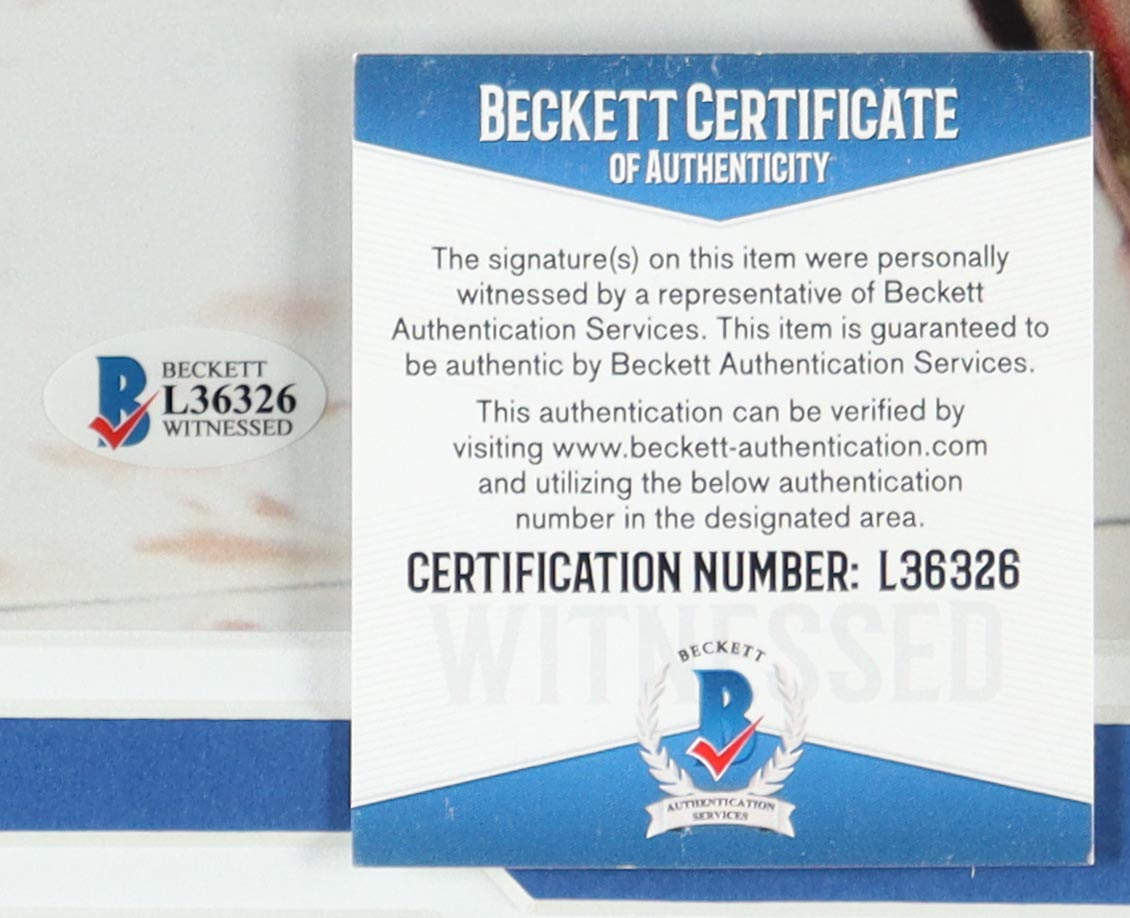 BECKETT CERTIFICATE
OF AUTHENTICITY
The signature(s) on this item were personally
witnessed by a representative of Beckett
Authentication Services. This item is guaranteed to
be authentic by Beckett Authentication Services.
This authentication can be verified by
visiting www.beckett-authentication.com
and utilizing the below authentication
number in the designated area.
CERTIFICATION NUMBER: L36326
WITNESSED
BECKETT
B
AUTHENTICATION
SERVICES
B
BECKETT
L36326
WITNESSED